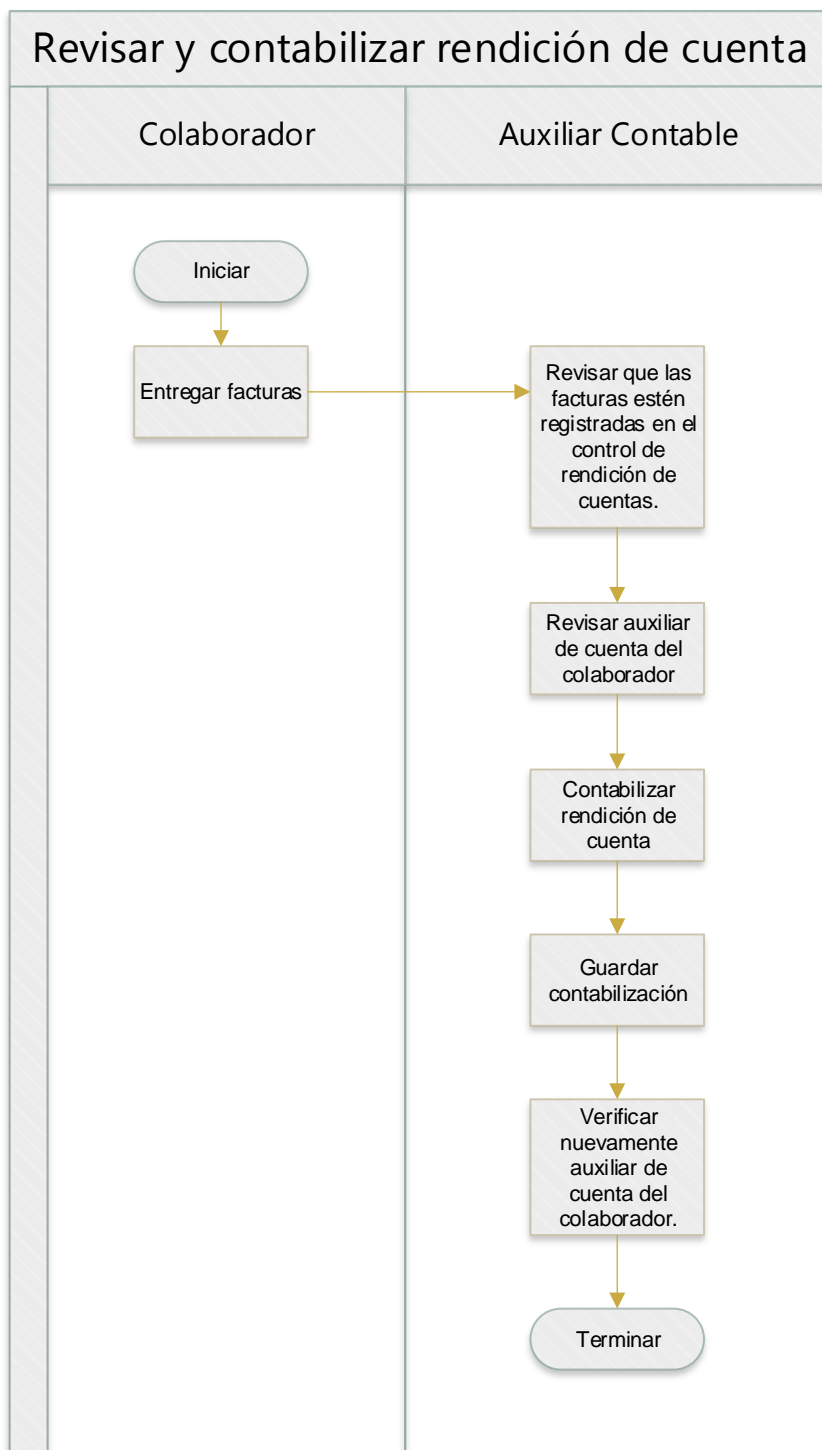 Revisar y contabilizar rendición de cuenta
Colaborador
Auxiliar Contable
Iniciar
Entregar facturas
Revisar que las
facturas estén
registradas en el
control de
rendición de
cuentas.
Revisar auxiliar
de cuenta del
colaborador
Contabilizar
rendición de
cuenta
Guardar
contabilización
Verificar
nuevamente
auxiliar de
cuenta del
colaborador.
Terminar